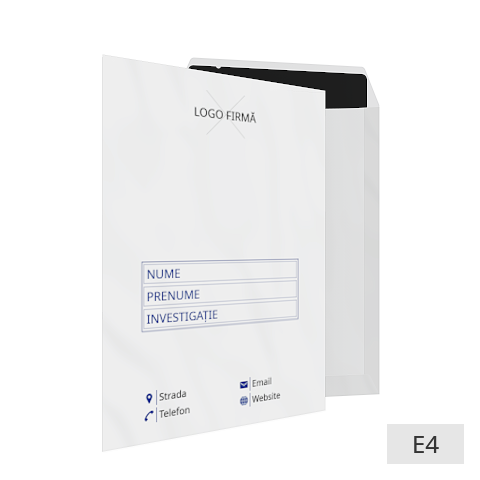 LOGO FIRMĂ
NUME
PRENUME
INVESTIGAȚIE
Strada
Telefon
Email
Website
E4